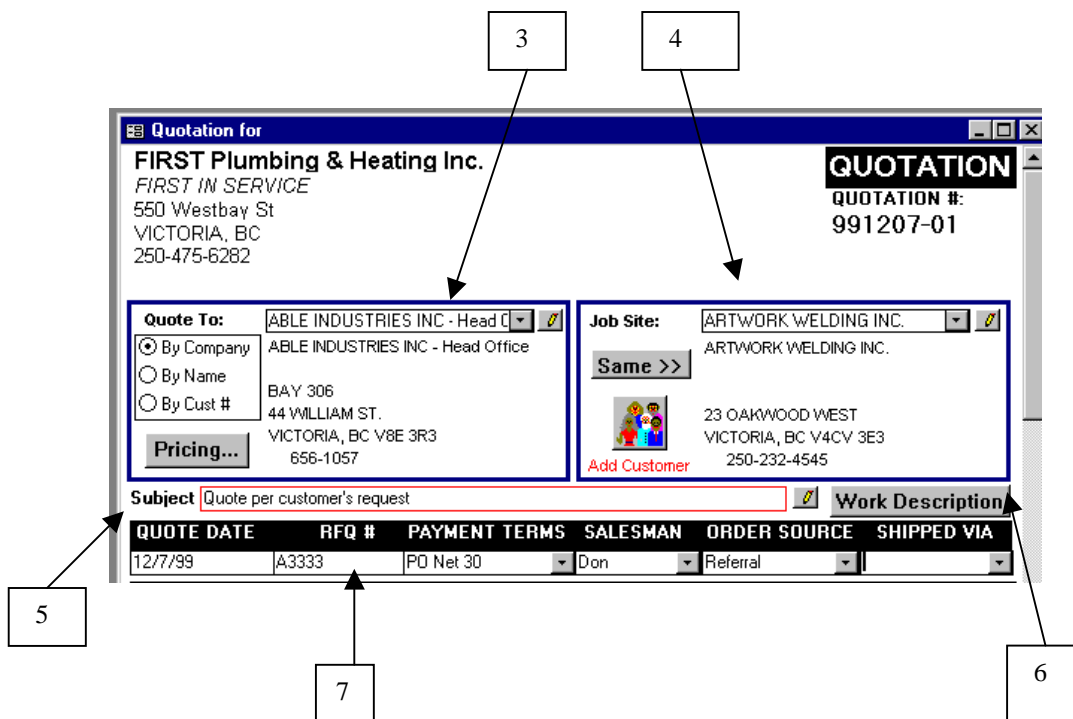 3
4
Quotation for
FIRST Plumbing & Heating Inc.
FIRST IN SERVICE
550 Westbay St
VICTORIA, BC
250-475-6282
QUOTATION
QUOTATION #:
991207-01
Quote To:
ABLE INDUSTRIES INC - Head
By Company
By Name
By Cust #
Pricing...
ABLE INDUSTRIES INC - Head Office
BAY 306
44 WILLIAM ST.
VICTORIA, BC V8E 3R3
656-1057
Job Site:
ARTWORK WELDING INC.
Same >>
Add Customer
ARTWORK WELDING INC.
23 OAKWOOD WEST
VICTORIA, BC V4CV 3E3
250-232-4545
Subject Quote per customer's request
Work Description
QUOTE DATE RFQ # PAYMENT TERMS SALESMAN ORDER SOURCE SHIPPED VIA
12/7/99 A3333 PO Net 30 Don Referral
5
6
7